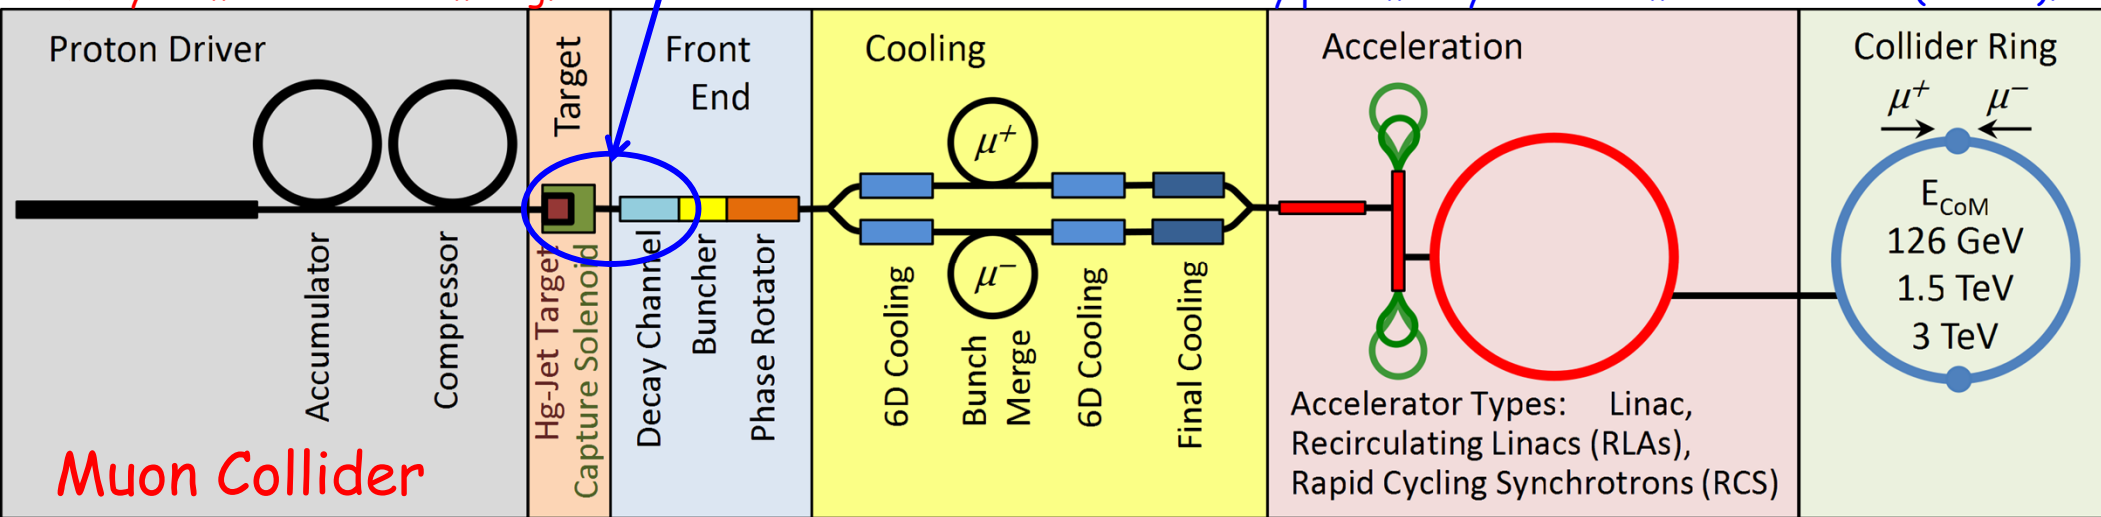 Proton Driver
Accumulator
Compressor
Muon Collider
Target
Hg-Jet Target
Capture Solenoid
Front
End
Decay Channel
Buncher
Phase Rotator
Cooling
μ+
μ−
6D Cooling
Bunch
Merge
6D Cooling
Final Cooling
Acceleration
Accelerator Types: Linac,
Recirculating Linacs (RLAs),
Rapid Cycling Synchrotrons (RCS)
Collider Ring
μ+ μ−
ECoM
126 GeV
1.5 TeV
3 TeV